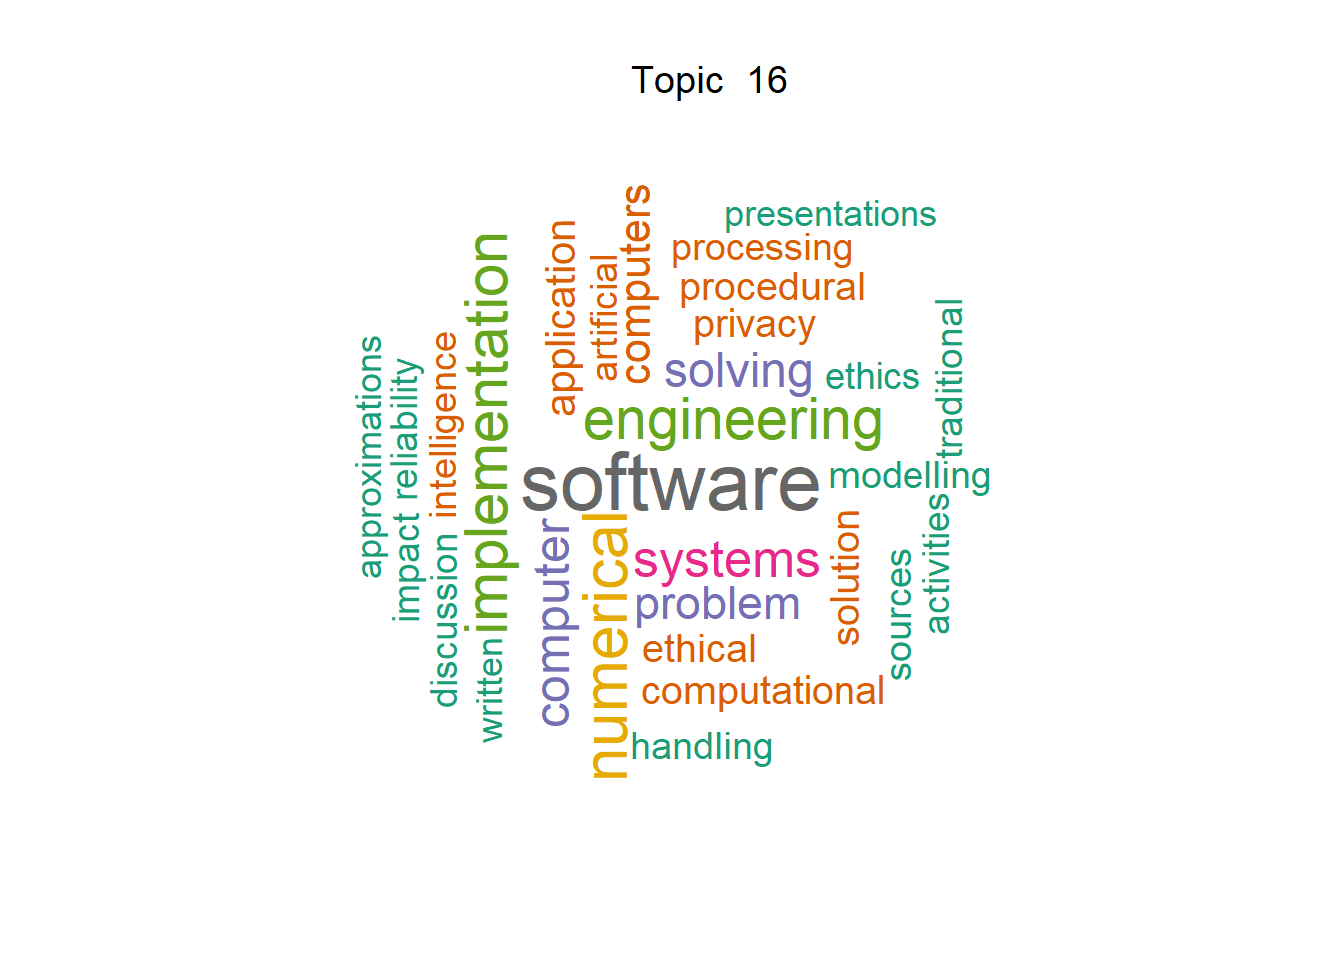 Topic 16
presentations
processing
procedural
privacy
computers
artificial
application
solving
ethics
traditional
engineering
implementation
intelligence
reliability
approximations
software
modelling
impact
discussion
written
computer
numerical
systems
problem
solution
sources
activities
ethical
computational
handling